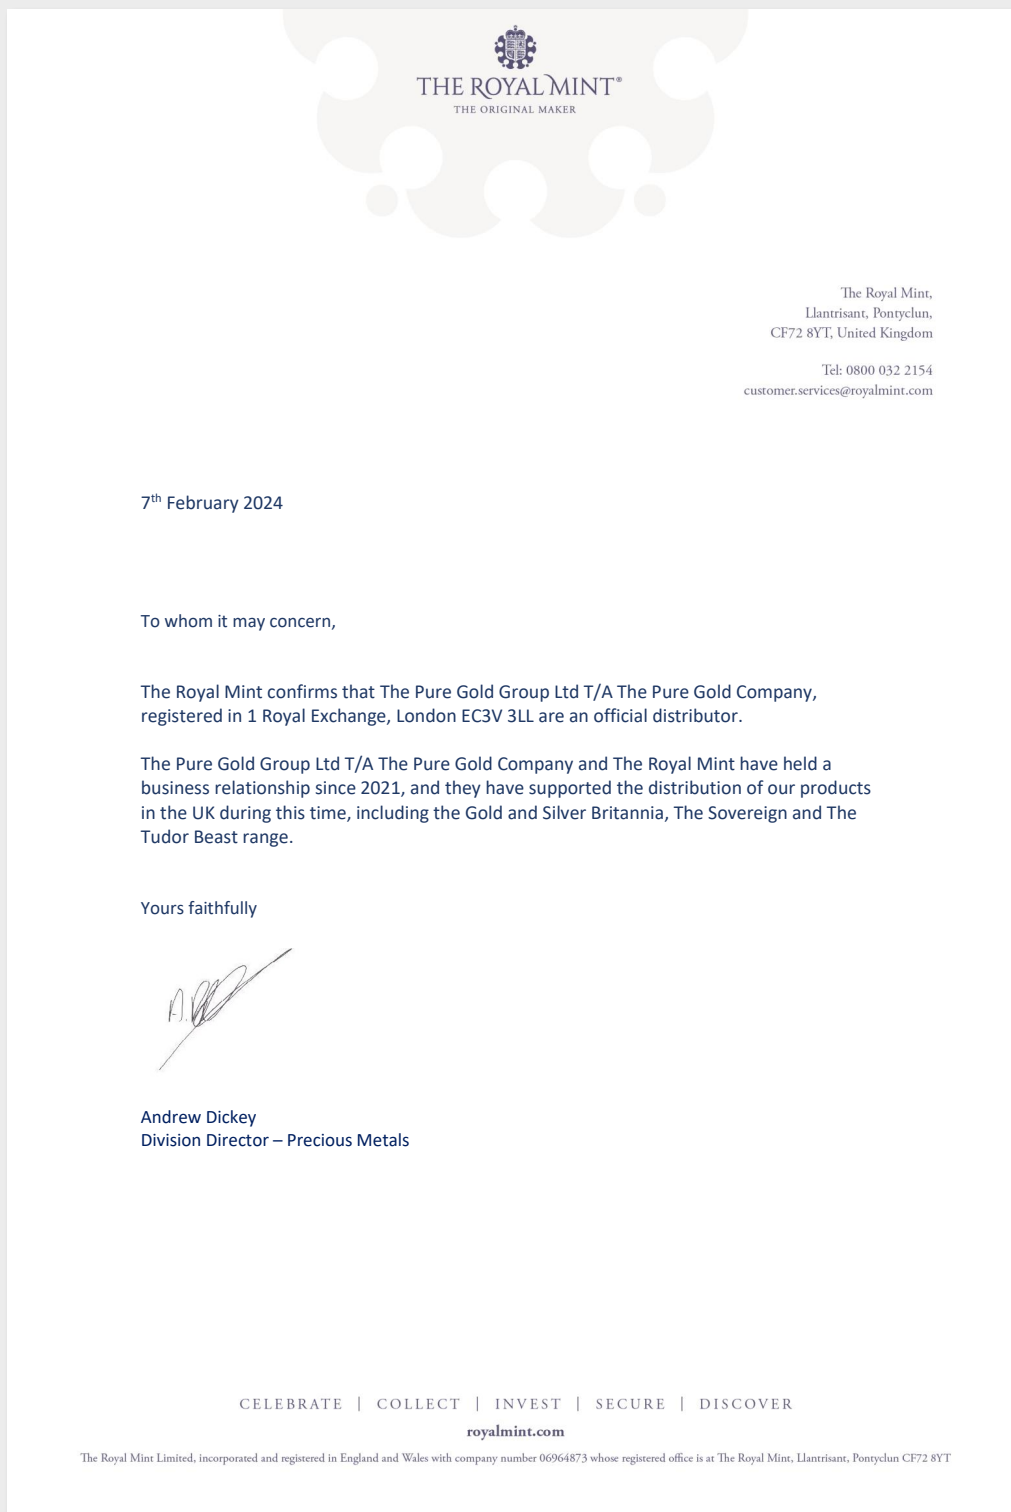 THE ROYAL MINT®
THE ORIGINAL MAKER
The Royal Mint,
Llantrisant, Pontyclun,
CF72 8YT, United Kingdom
Tel: 0800 032 2154
customer.services@royalmint.com
7th February 2024
To whom it may concern,
The Royal Mint confirms that The Pure Gold Group Ltd T/A The Pure Gold Company,
registered in 1 Royal Exchange, London EC3V 3LL are an official distributor.
The Pure Gold Group Ltd T/A The Pure Gold Company and The Royal Mint have held a
business relationship since 2021, and they have supported the distribution of our products
in the UK during this time, including the Gold and Silver Britannia, The Sovereign and The
Tudor Beast range.
Yours faithfully
Andrew Dickey
Division Director – Precious Metals
CELEBRATE | COLLECT | INVEST | SECURE | DISCOVER
royalmint.com
The Royal Mint Limited, incorporated and registered in England and Wales with company number 06964873 whose registered office is at The Royal Mint, Llantrisant, Pontyclun CF72 8YT